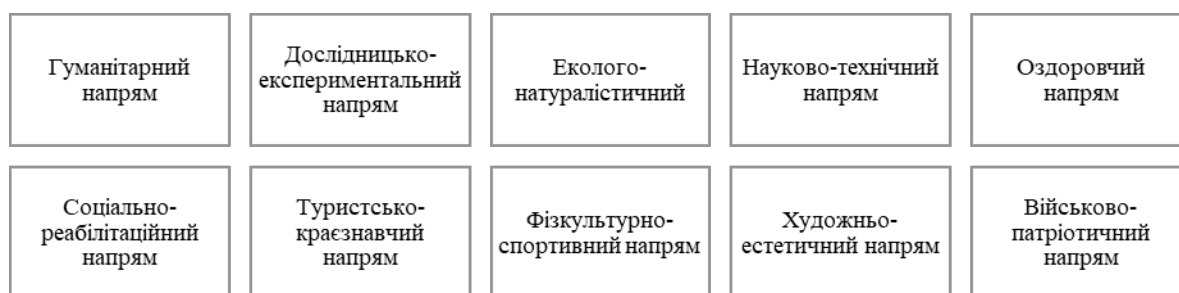 Гуманітарний
напрям
Дослідницько-
експериментальний
напрям
Еколого-
натуралістичний
Науково-технічний
напрям
Оздоровчий
напрям
Соціально-
реабілітаційний
напрям
Туристсько-
краєзнавчий
напрям
Фізкультурно-
спортивний напрям
Художньо-
естетичний напрям
Військово-
патріотичний
напрям